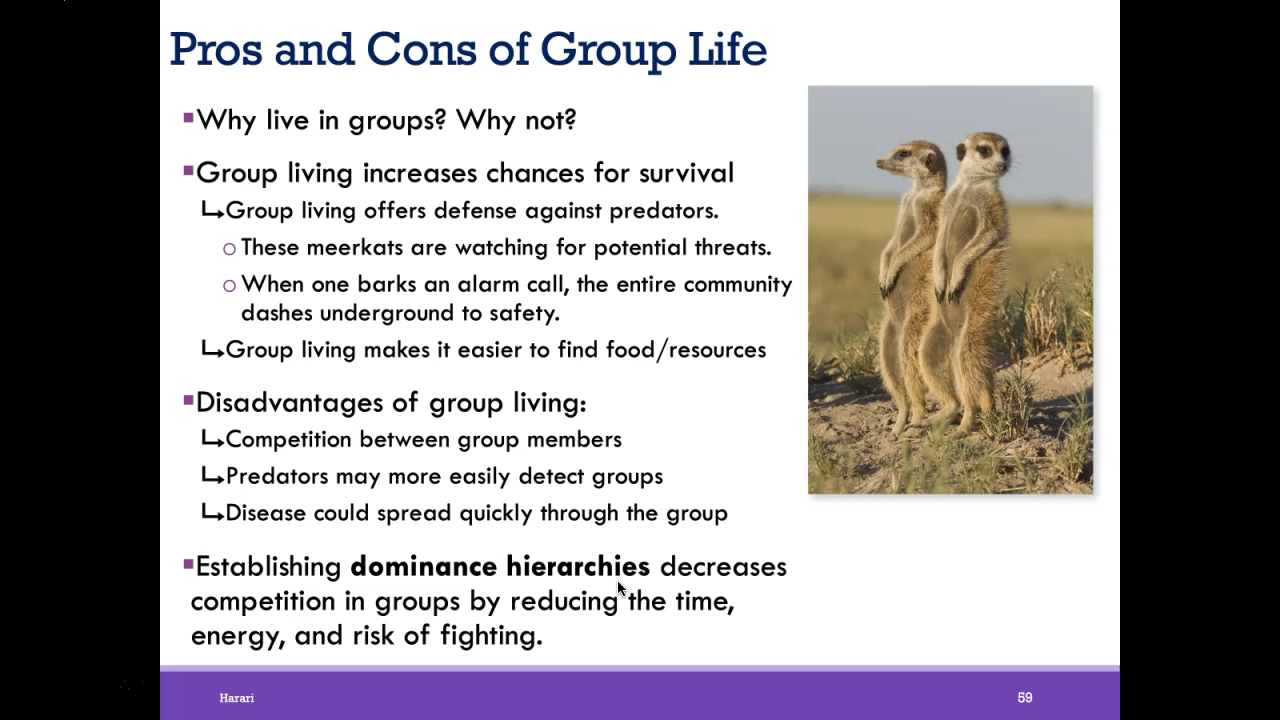 Pros and Cons of Group Life
▪Why live in groups? Why not?
▪Group living increases chances for survival
↳Group living offers defense against predators.
○ These meerkats are watching for potential threats.
○ When one barks an alarm call, the entire community
dashes underground to safety.
↳Group living makes it easier to find food/resources
▪Disadvantages of group living:
↳Competition between group members
↳Predators may more easily detect groups
↳Disease could spread quickly through the group
▪Establishing dominance hierarchies decreases
competition in groups by reducing the time,
energy, and risk of fighting.
Harari
59